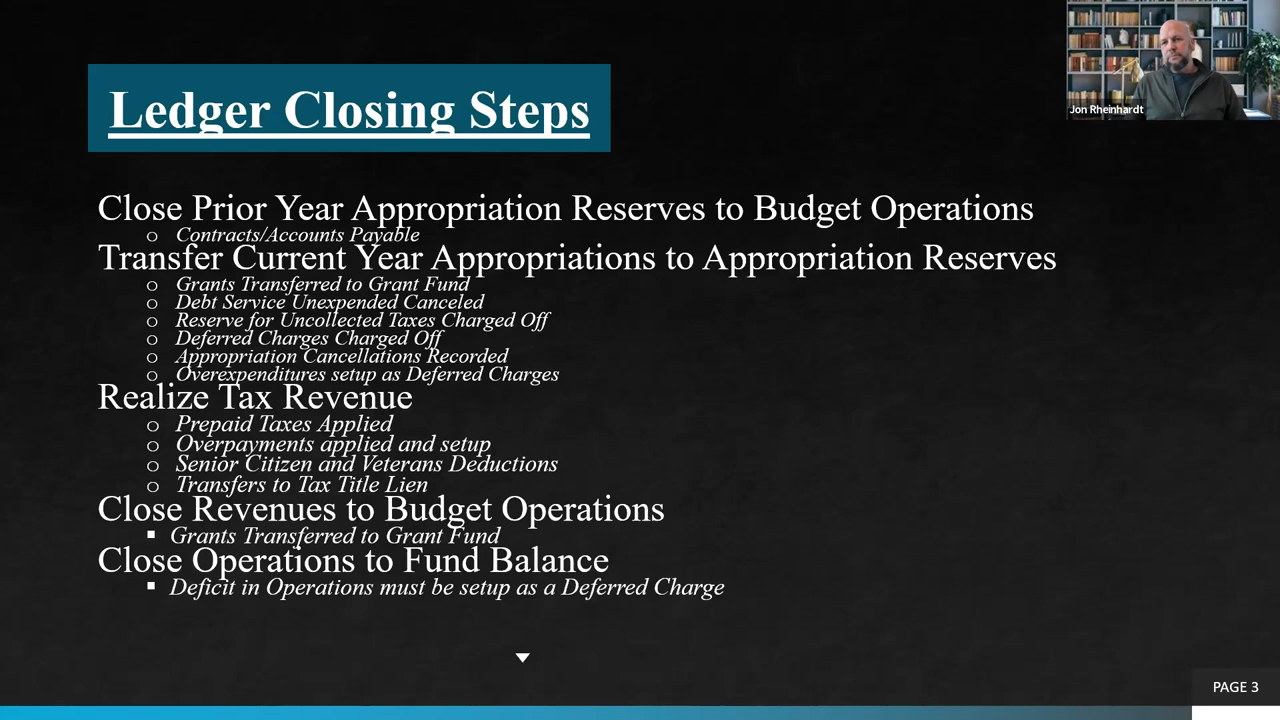 Ledger Closing Steps
Jon Rheinhardt
Close Prior Year Appropriation Reserves to Budget Operations
o Contracts/Accounts Payable
Transfer Current Year Appropriations to Appropriation Reserves
o Grants Transferred to Grant Fund
o Debt Service Unexpended Canceled
o Reserve for Uncollected Taxes Charged Off
o Deferred Charges Charged Off
o Appropriation Cancellations Recorded
o Overexpenditures setup as Deferred Charges
Realize Tax Revenue
o Prepaid Taxes Applied
o Overpayments applied and setup
o Senior Citizen and Veterans Deductions
o Transfers to Tax Title Lien
Close Revenues to Budget Operations
▪ Grants Transferred to Grant Fund
Close Operations to Fund Balance
▪ Deficit in Operations must be setup as a Deferred Charge
PAGE 3